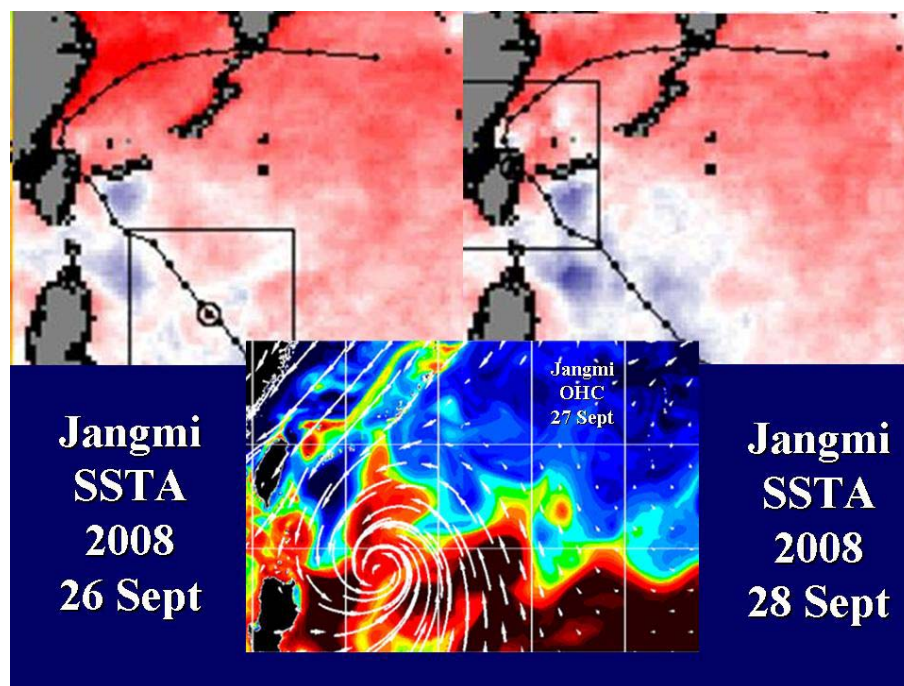 Jangmi
OHC
27 Sept
Jangmi
SSTA
2008
26 Sept
Jangmi
SSTA
2008
28 Sept